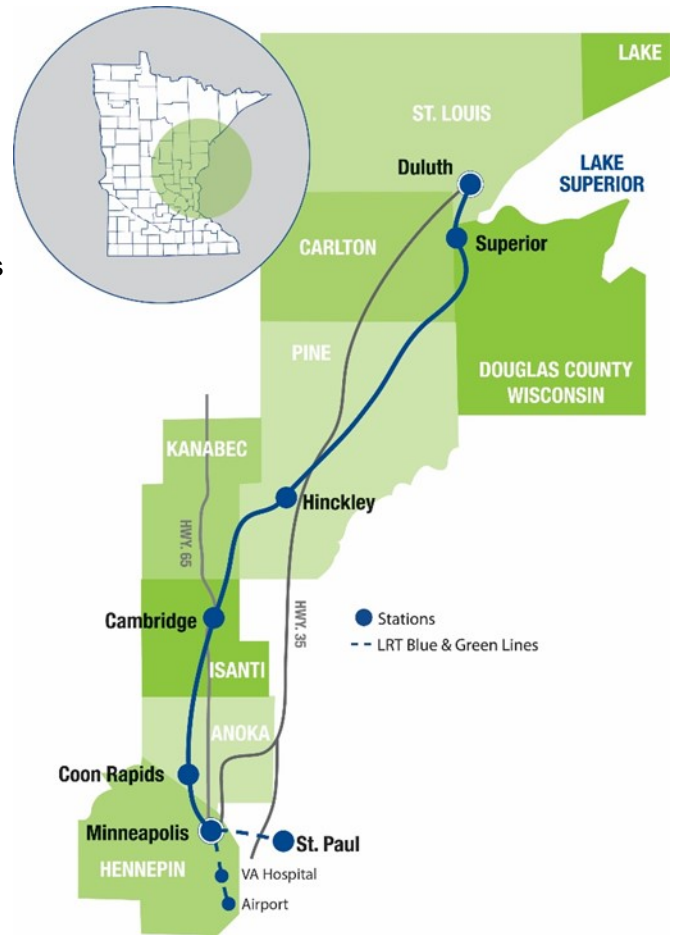 LAKE
ST. LOUIS
Duluth
LAKE
SUPERIOR
s
CARLTON
Superior
PINE
DOUGLAS COUNTY
WISCONSIN
KANABEC
Hinckley
HWY. 65
HWY. 35
Cambridge
Stations
LRT Blue & Green Lines
ISANTI
ANOKA
Coon Rapids
Minneapolis
St. Paul
HENNEPIN
VA Hospital
Airport